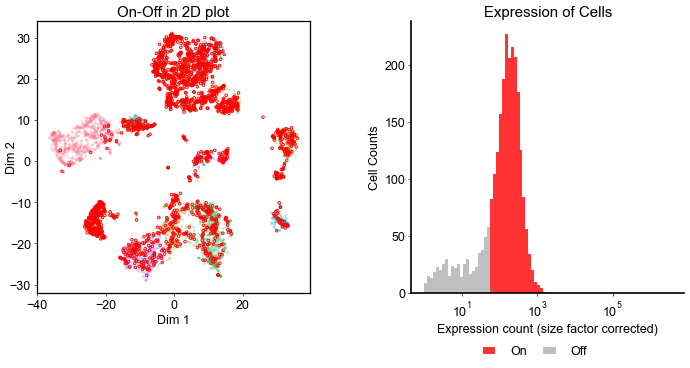 On-Off in 2D plot
30
20
10
0
−10
−20
−30
−40
−20
0
20
Dim 2
Dim 1
Expression of Cells
200
150
100
50
0
10^1
10^3
10^5
Cell Counts
Expression count (size factor corrected)
On Off